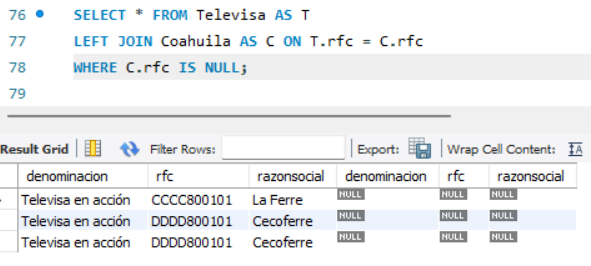 76 SELECT * FROM Televisa AS T
77 LEFT JOIN Coahuila AS C ON T.rfc = C.rfc
78 WHERE C.rfc IS NULL;
79
Result Grid Filter Rows: Export: Wrap Cell Content: IA
denominacion rfc razonsocial denominacion rfc razonsocial
Televisa en acción CCCC800101 La Ferre NULL NULL NULL
Televisa en acción DDDD800101 Cecoferre NULL NULL NULL
Televisa en acción DDDD800101 Cecoferre NULL NULL NULL